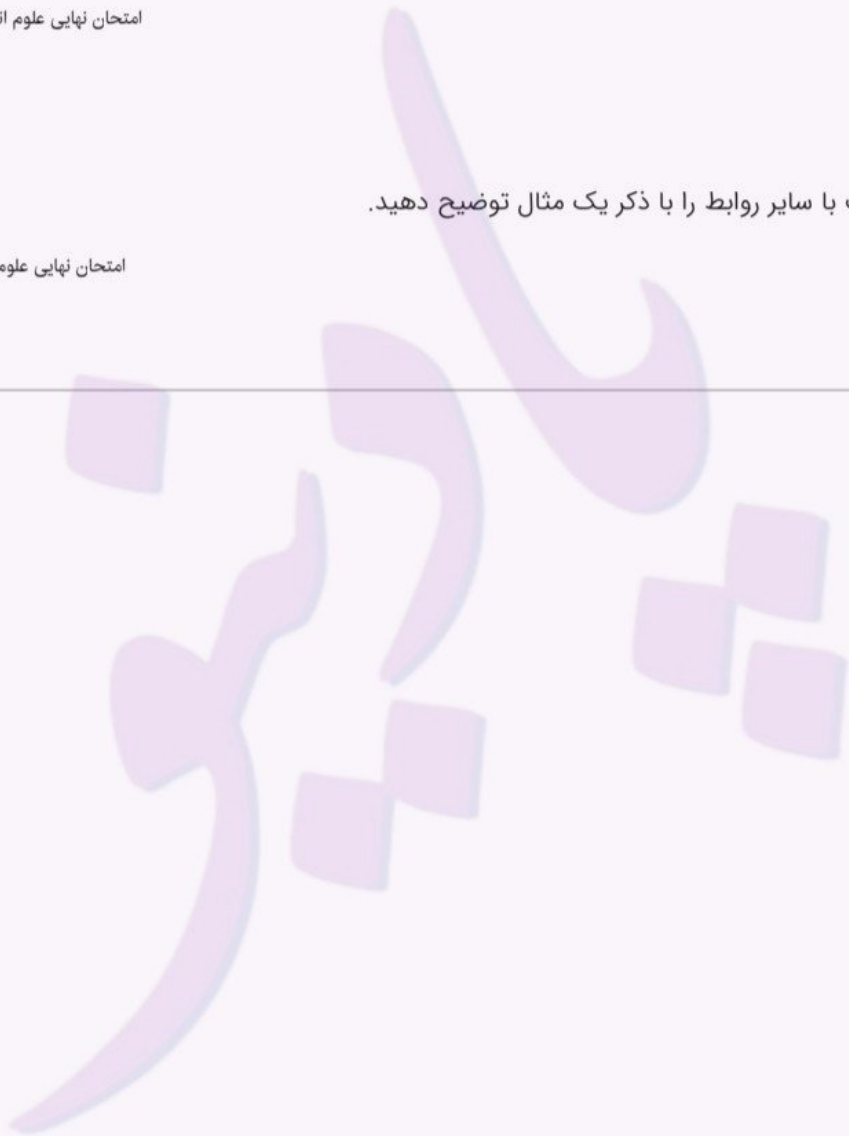 امتحان نهایی علوم
با سایر روابط را با ذکر یک مثال توضیح دهید.
امتحان نهایی علوم